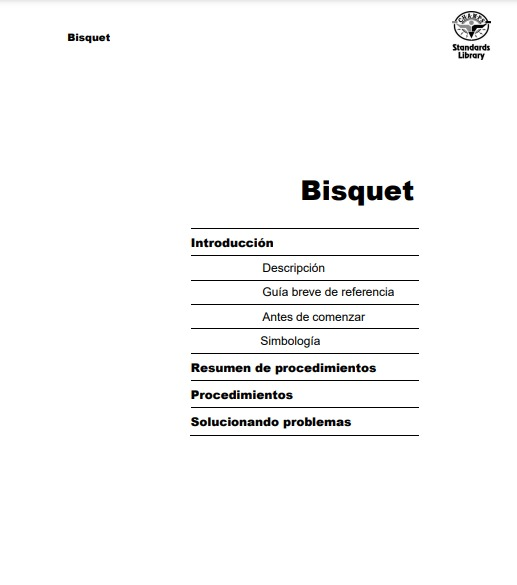 Bisquet
CHAMPS
Standards
Library
Bisquet
Introducción
Descripción
Guía breve de referencia
Antes de comenzar
Simbología
Resumen de procedimientos
Procedimientos
Solucionando problemas